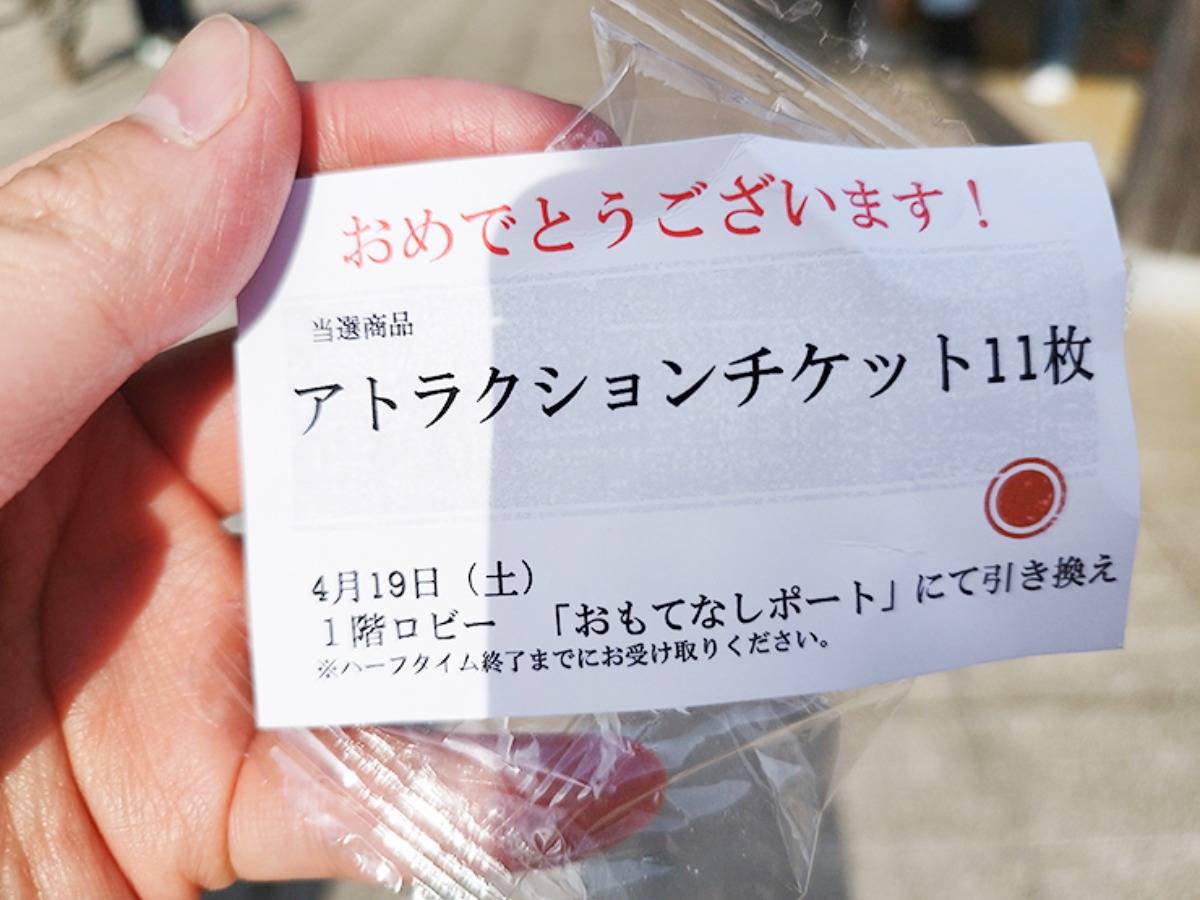 おめでとうございます！
当選商品
アトラクションチケット11枚
4月19日（土）
１階ロビー　「おもてなしポート」にて引き換え
※ハーフタイム終了までにお受け取りください。